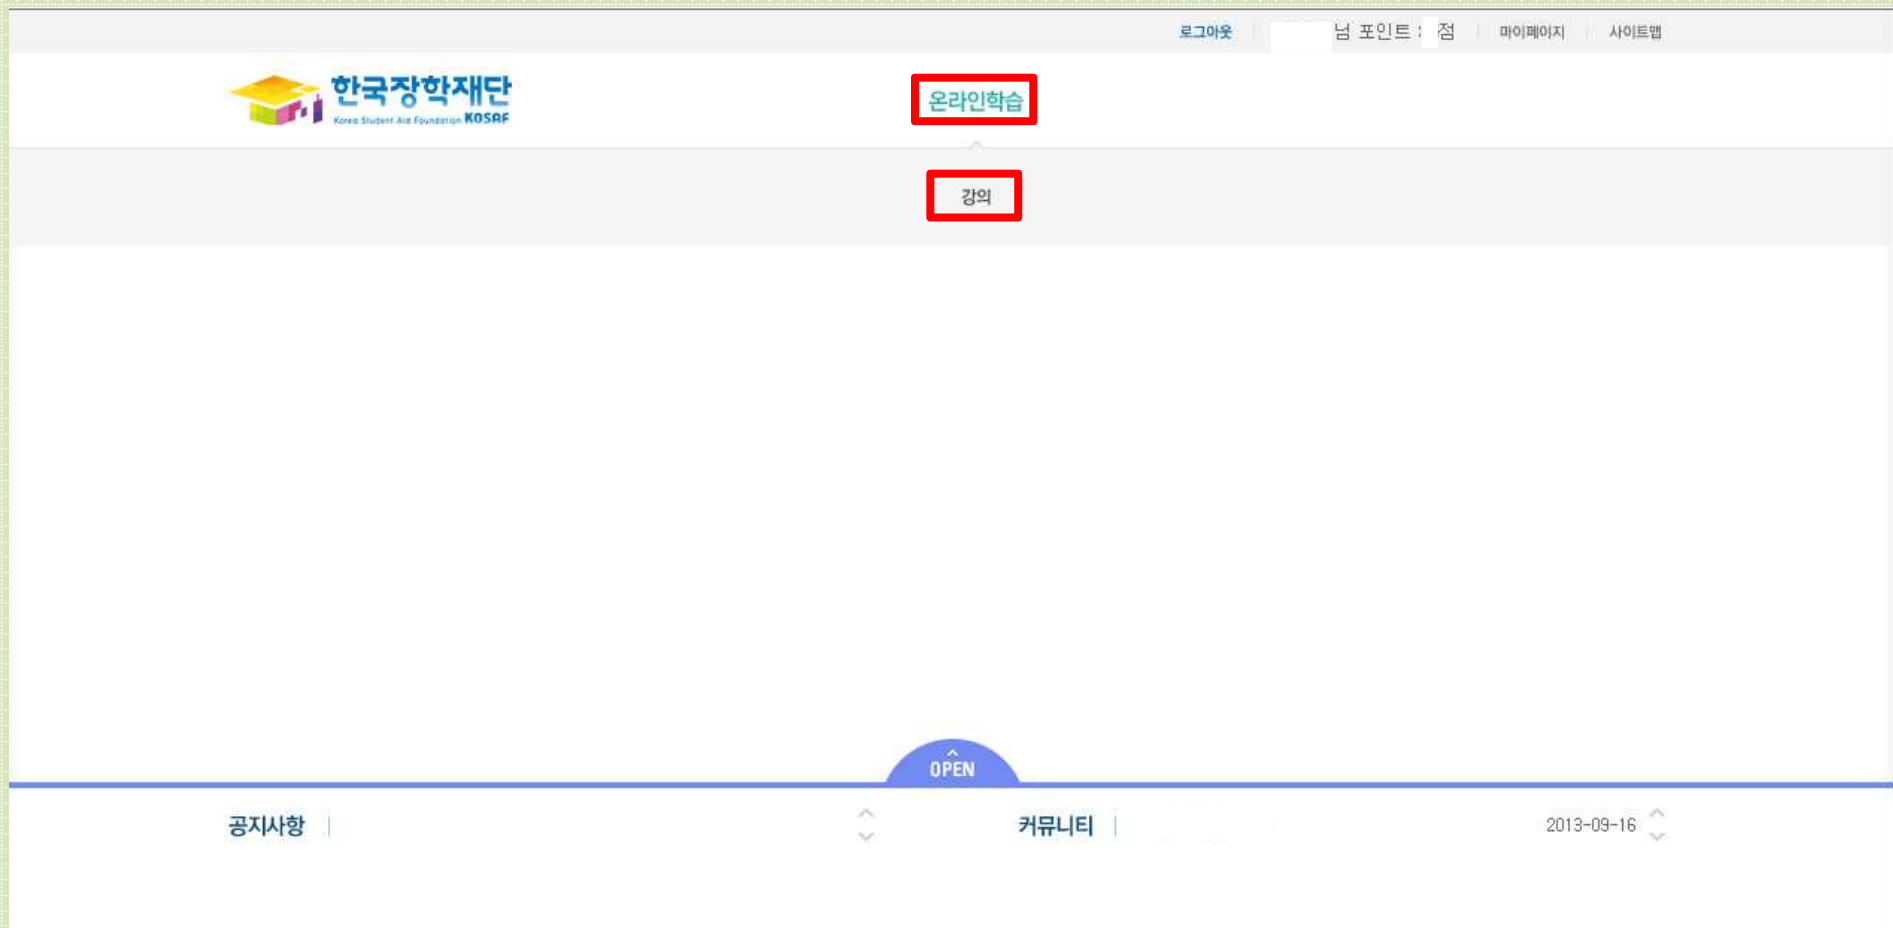 로그아웃 님 포인트 : 점 마이페이지 사이트맵
한국장학재단
Korea Student Aid Foundation KOSAF
온라인학습
강의
OPEN
공지사항 커뮤니티 2013-09-16